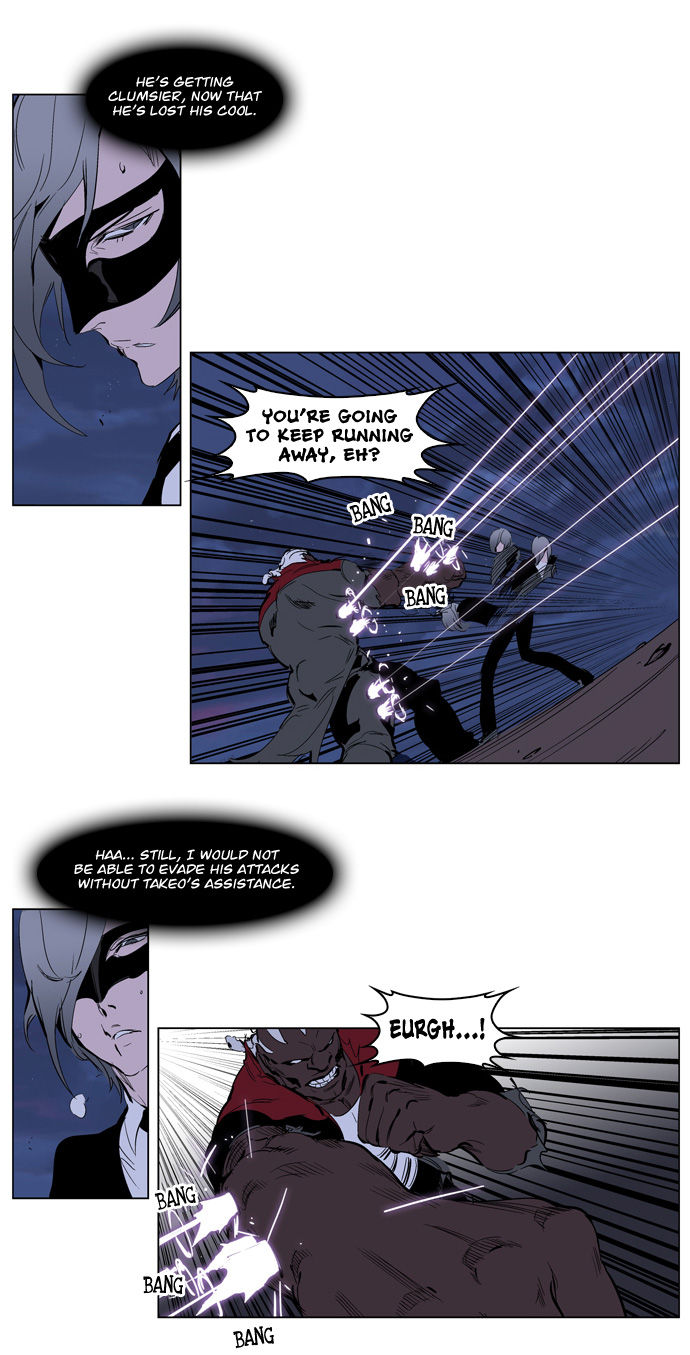 HE'S GETTING
CLUMSIER, NOW THAT
HE'S LOST HIS COOL.
YOU'RE GOING
TO KEEP RUNNING
AWAY, EH?
BANG
BANG
BANG
HAA... STILL, I WOULD NOT
BE ABLE TO EVADE HIS ATTACKS
WITHOUT TAKEO'S ASSISTANCE.
EURGH...!
BANG
BANG
BANG